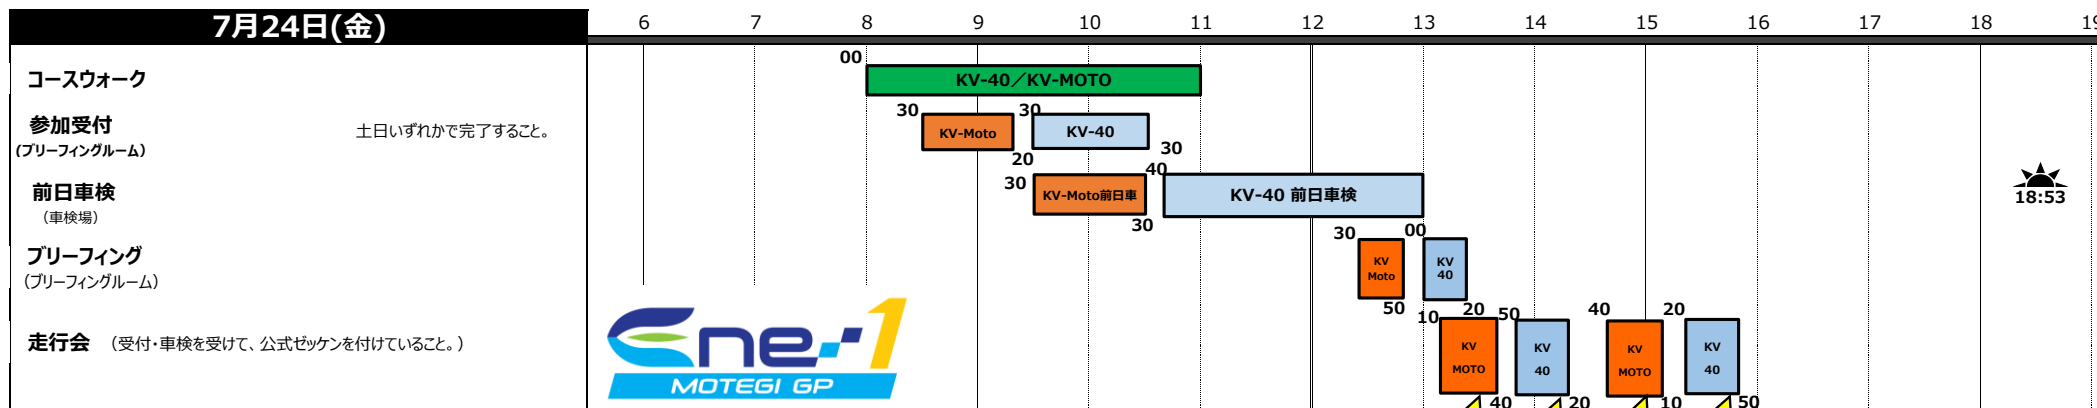 7月24日(金)
6 7 8 9 10 11 12 13 14 15 16 17 18 19
コースウォーク
00
KV-40／KV-MOTO
参加受付
(ブリーフィングルーム)
土日いずれかで完了すること。
30 30
KV-Moto KV-40
20 30
前日車検
(車検場)
30 40
KV-Moto前日車 KV-40 前日車検
30
18:53
ブリーフィング
(ブリーフィングルーム)
30 00
KV
Moto
KV
40
50 20
走行会 (受付・車検を受けて、公式ゼッケンを付けていること。)
Ene-1
MOTEGI GP
10 50 40 20
KV
MOTO
KV
40
KV
MOTO
KV
40
40 20 10 50